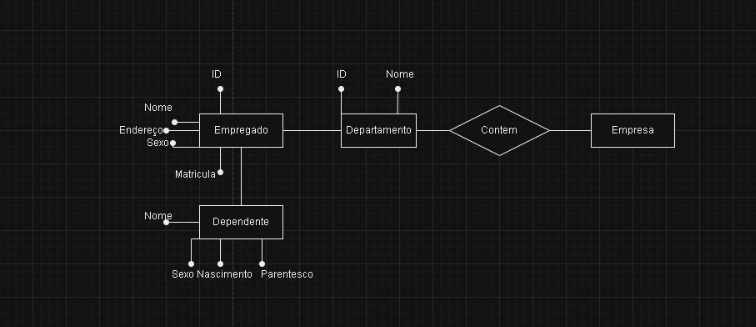 ID
ID
Nome
Nome
Endereço
Empregado
Departamento
Contem
Empresa
Sexo
Matricula
Nome
Dependente
Sexo
Nascimento
Parentesco